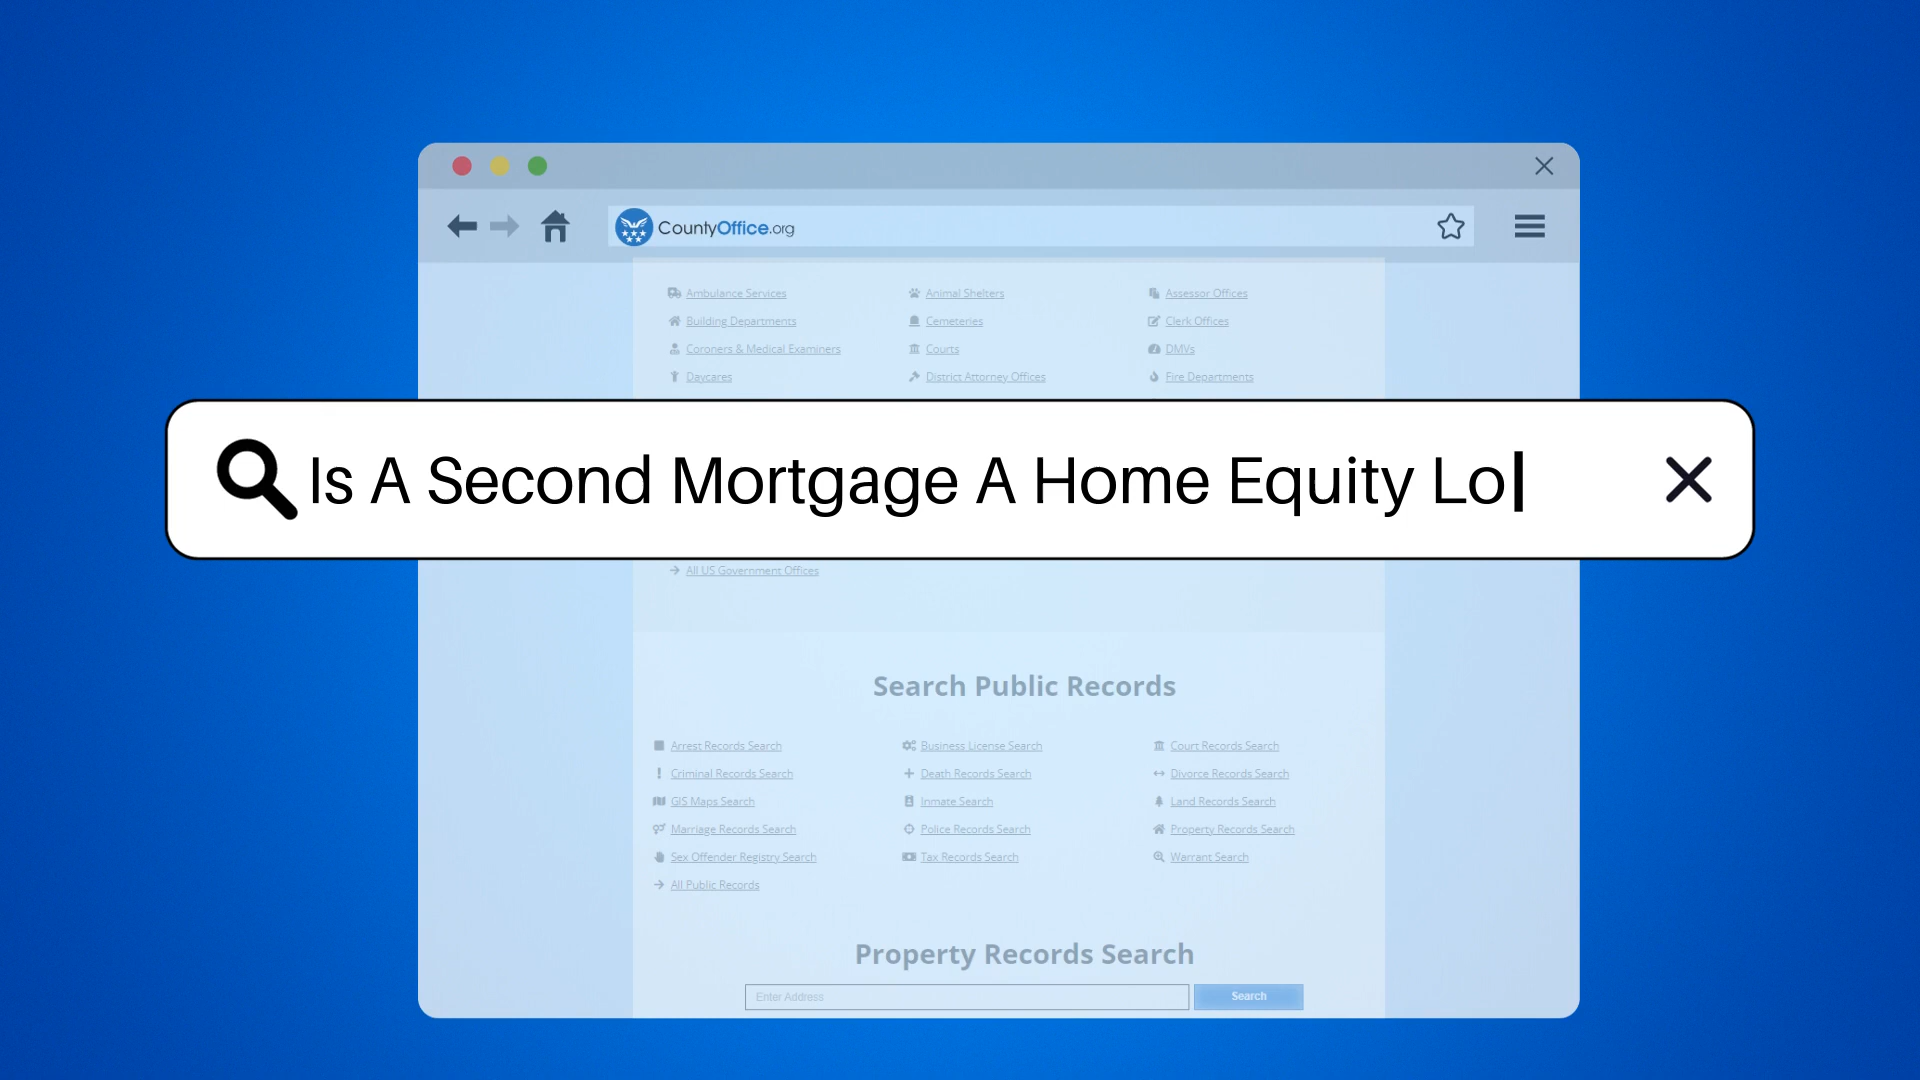 CountyOffice.org
Ambulance Services Animal Shelters Assessor Offices
Building Departments Cemeteries Clerk Offices
Coroners & Medical Examiners Courts DMVs
Daycares District Attorney Offices Fire Departments
Is A Second Mortgage A Home Equity Lo
All US Government Offices
Search Public Records
Arrest Records Search Business License Search Court Records Search
Criminal Records Search Death Records Search Divorce Records Search
GIS Maps Search Inmate Search Land Records Search
Marriage Records Search Police Records Search Property Records Search
Sex Offender Registry Search Tax Records Search Warrant Search
All Public Records
Property Records Search
Enter Address Search